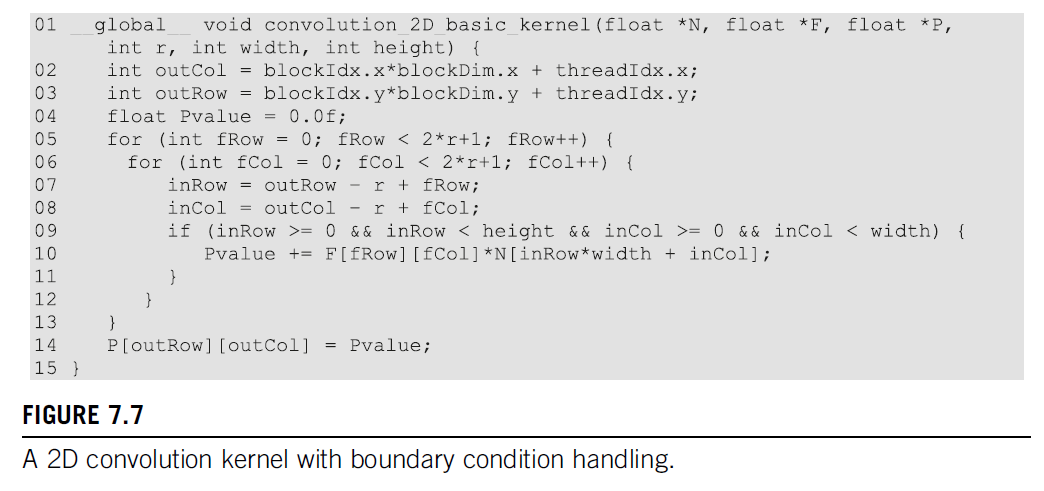 01 __global__ void convolution_2D_basic_kernel(float *N, float *F, float *P,
int r, int width, int height) {
02 int outCol = blockIdx.x*blockDim.x + threadIdx.x;
03 int outRow = blockIdx.y*blockDim.y + threadIdx.y;
04 float Pvalue = 0.0f;
05 for (int fRow = 0; fRow < 2*r+1; fRow++) {
06 for (int fCol = 0; fCol < 2*r+1; fCol++) {
07 inRow = outRow - r + fRow;
08 inCol = outCol - r + fCol;
09 if (inRow >= 0 && inRow < height && inCol >= 0 && inCol < width) {
10 Pvalue += F[fRow][fCol]*N[inRow*width + inCol];
11 }
12 }
13 }
14 P[outRow][outCol] = Pvalue;
15 }
FIGURE 7.7
A 2D convolution kernel with boundary condition handling.